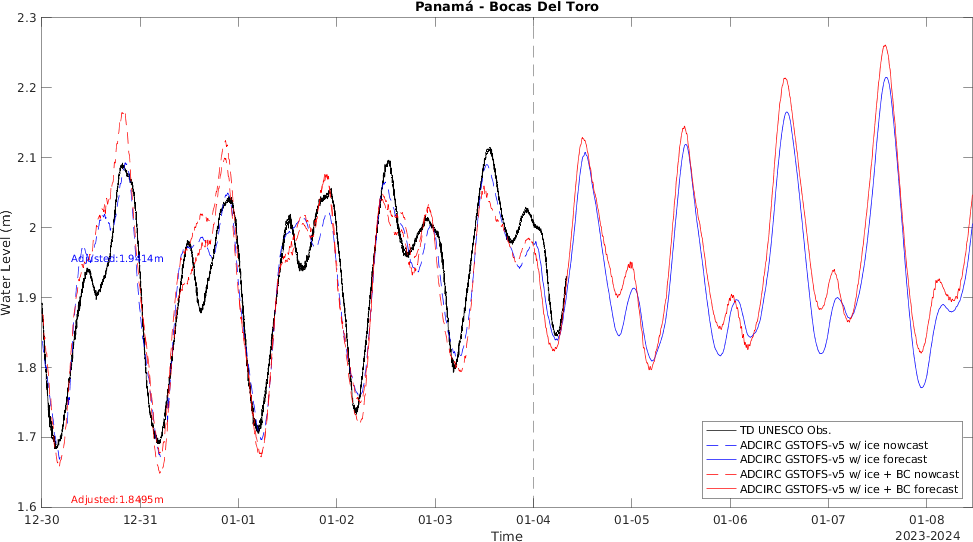 Panamá - Bocas Del Toro
Water Level (m)
2.3
2.2
2.1
2
1.9
1.8
1.7
1.6
Adjusted:1.9414m
Adjusted:1.8495m
TD UNESCO Obs.
ADCIRC GSTOFS-v5 w/ ice nowcast
ADCIRC GSTOFS-v5 w/ ice forecast
ADCIRC GSTOFS-v5 w/ ice + BC nowcast
ADCIRC GSTOFS-v5 w/ ice + BC forecast
12-30 12-31 01-01 01-02 01-03 01-04 01-05 01-06 01-07 01-08
Time
2023-2024